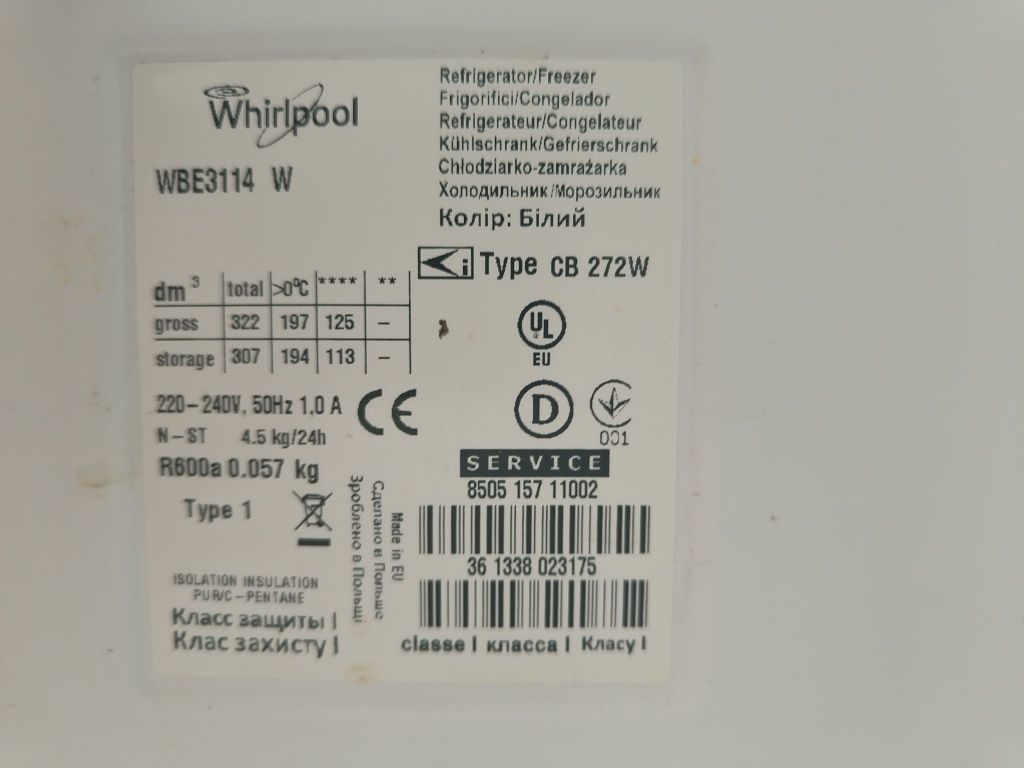 Whirlpool
WBE3114 W
Refrigerator/Freezer
Frigorifici/Congelador
Refrigerateur/Congelateur
Kühlschrank/Gefrierschrank
Chłodziarko-zamrażarka
Холодильник/Морозильник
Колір: Білий
i Type CB 272W
dm³ total >0°C **** **
gross 322 197 125 –
storage 307 194 113 –
UL
EU
220-240V, 50Hz 1,0 A CE
N-ST 4.5 kg/24h
R600a 0.057 kg
Type 1
D
001
SERVICE
8505 157 11002
36 1338 023175
Made in EU
Сделано в Польше
Зроблено в Польщі
ISOLATION INSULATION
PUR/C-PENTANE
Класс защиты I
Клас захисту I
classe I класса I Класу I